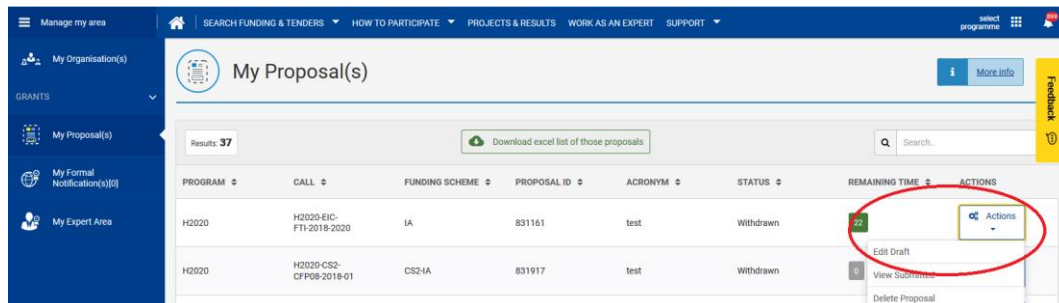 Manage my area
SEARCH FUNDING & TENDERS HOW TO PARTICIPATE PROJECTS & RESULTS WORK AS AN EXPERT SUPPORT
select
programme
My Organisation(s)
GRANTS
My Proposal(s)
My Formal
Notification(s)[0]
My Expert Area
My Proposal(s)
i More info
Feedback
Results: 37
Download excel list of those proposals
Search..
PROGRAM CALL FUNDING SCHEME PROPOSAL ID ACRONYM STATUS REMAINING TIME ACTIONS
H2020 H2020-EIC-
FTI-2018-2020 IA 831161 test Withdrawn 22 Actions
H2020 H2020-CS2-
CFP08-2018-01 CS2-IA 831917 test Withdrawn 0
Edit Draft
View Submitted
Delete Proposal